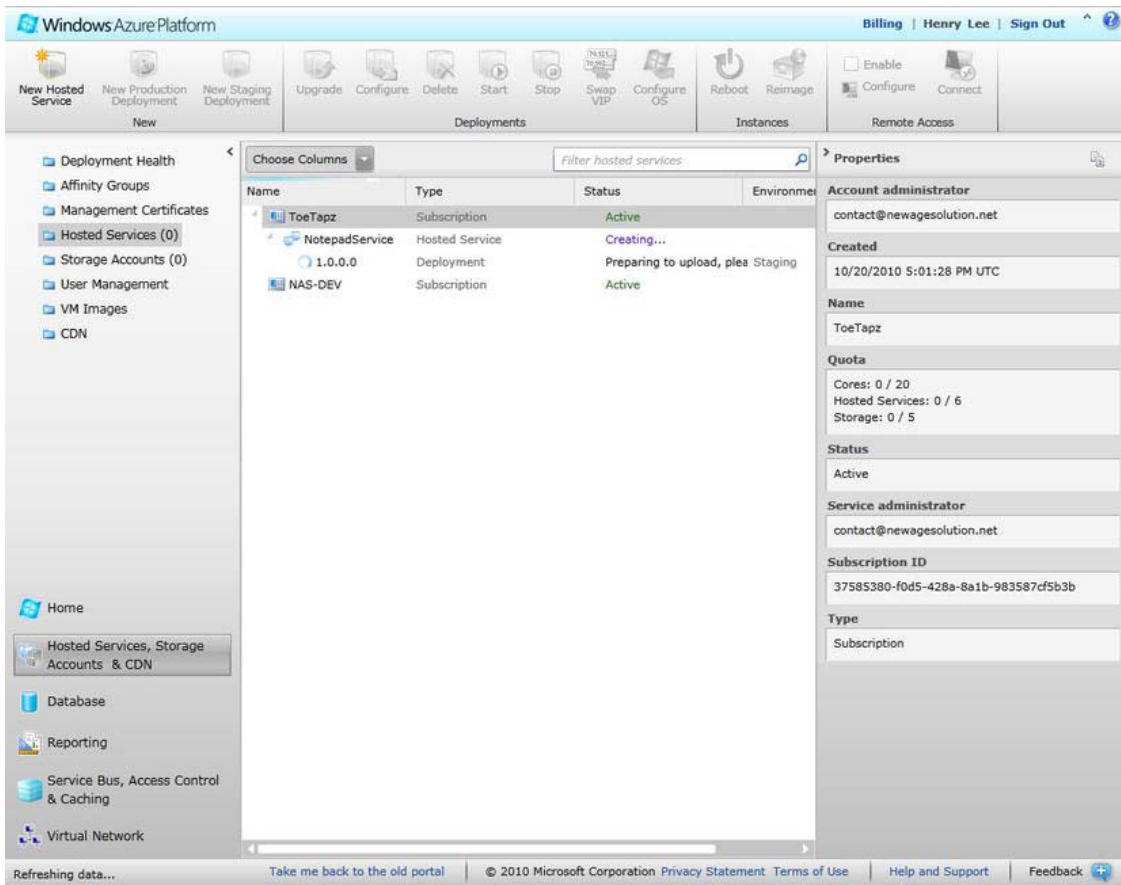 Windows Azure Platform
Billing | Henry Lee | Sign Out
New Hosted Service
New Production Deployment
New Staging Deployment
Upgrade
Configure
Delete
Start
Stop
Swap VIP
Configure OS
Reboot
Reimage
Enable
Configure
Connect
New
Deployments
Instances
Remote Access
Deployment Health
Affinity Groups
Management Certificates
Hosted Services (0)
Storage Accounts (0)
User Management
VM Images
CDN
Home
Hosted Services, Storage
Accounts & CDN
Database
Reporting
Service Bus, Access Control
& Caching
Virtual Network
Choose Columns
Filter hosted services
Name Type Status Environmen
ToeTapz Subscription Active
NotepadService Hosted Service Creating...
1.0.0.0 Deployment Preparing to upload, plea Staging
NAS-DEV Subscription Active
Properties
Account administrator
contact@newagesolution.net
Created
10/20/2010 5:01:28 PM UTC
Name
ToeTapz
Quota
Cores: 0 / 20
Hosted Services: 0 / 6
Storage: 0 / 5
Status
Active
Service administrator
contact@newagesolution.net
Subscription ID
37585380-f0d5-428a-8a1b-983587cf5b3b
Type
Subscription
Refreshing data...
Take me back to the old portal | © 2010 Microsoft Corporation Privacy Statement Terms of Use | Help and Support | Feedback